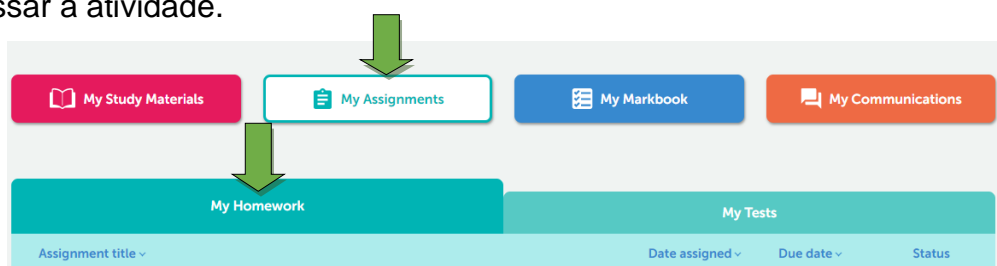 a atividade.
My Study Materials My Assignments My Markbook My Communications
My Homework My Tests
Assignment title Date assigned Due date Status